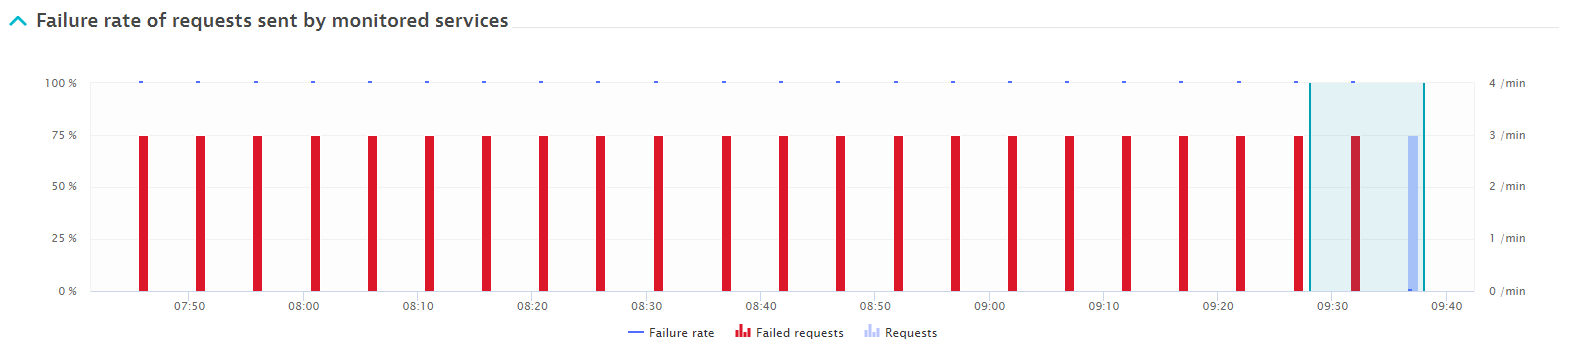 Failure rate of requests sent by monitored services
100 % 4 /min
75 % 3 /min
50 % 2 /min
25 % 1 /min
0 % 0 /min
07:50 08:00 08:10 08:20 08:30 08:40 08:50 09:00 09:10 09:20 09:30 09:40
Failure rate Failed requests Requests